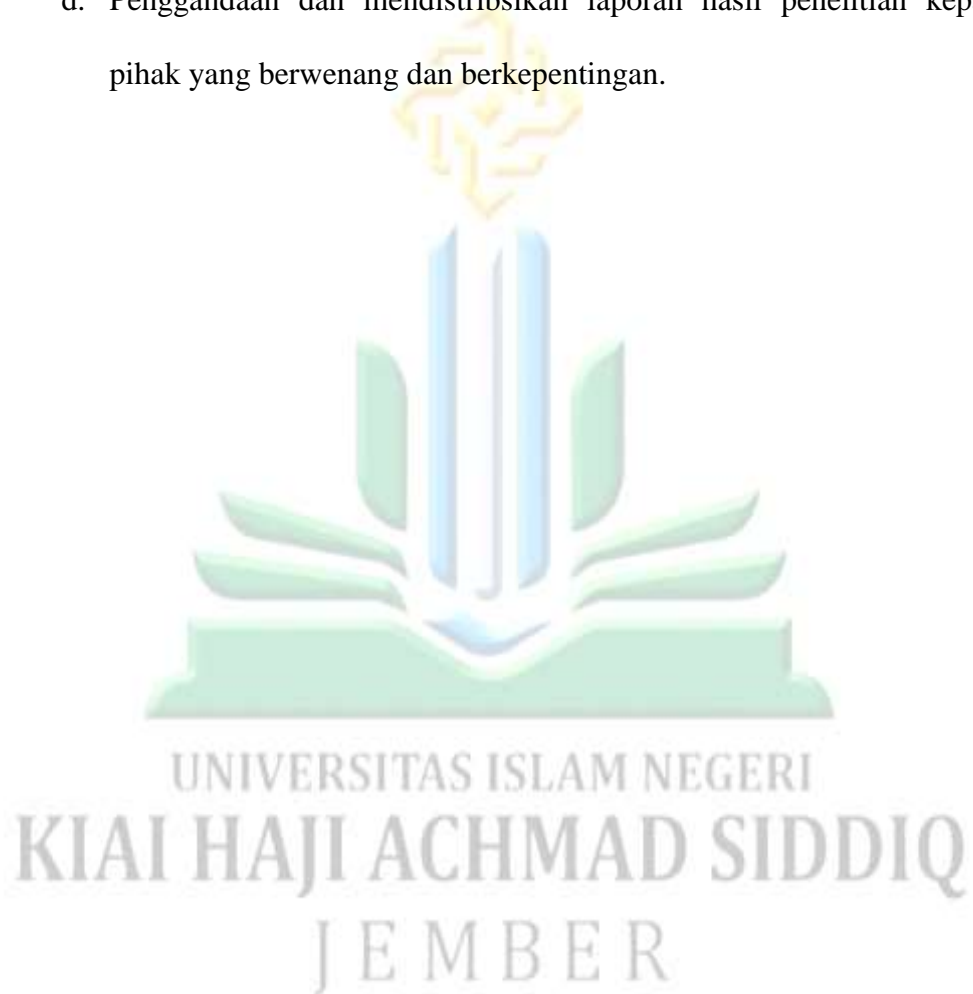 d. Penggandaan dan mendistribsikan laporan hasil penelitian kep
pihak yang berwenang dan berkepentingan.
UNIVERSITAS ISLAM NEGERI
KIAI HAJI ACHMAD SIDDIQ
JEMBER